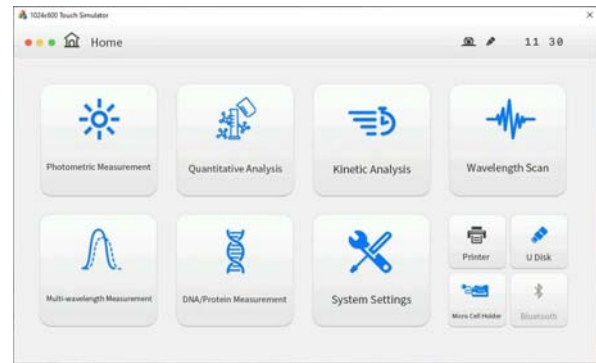 1024x600 Touch Simulator
Home
11 30
Photometric Measurement
Quantitative Analysis
Kinetic Analysis
Wavelength Scan
Multi-wavelength Measurement
DNA/Protein Measurement
System Settings
Printer
U Disk
Micro Cell Holder
Bluetooth